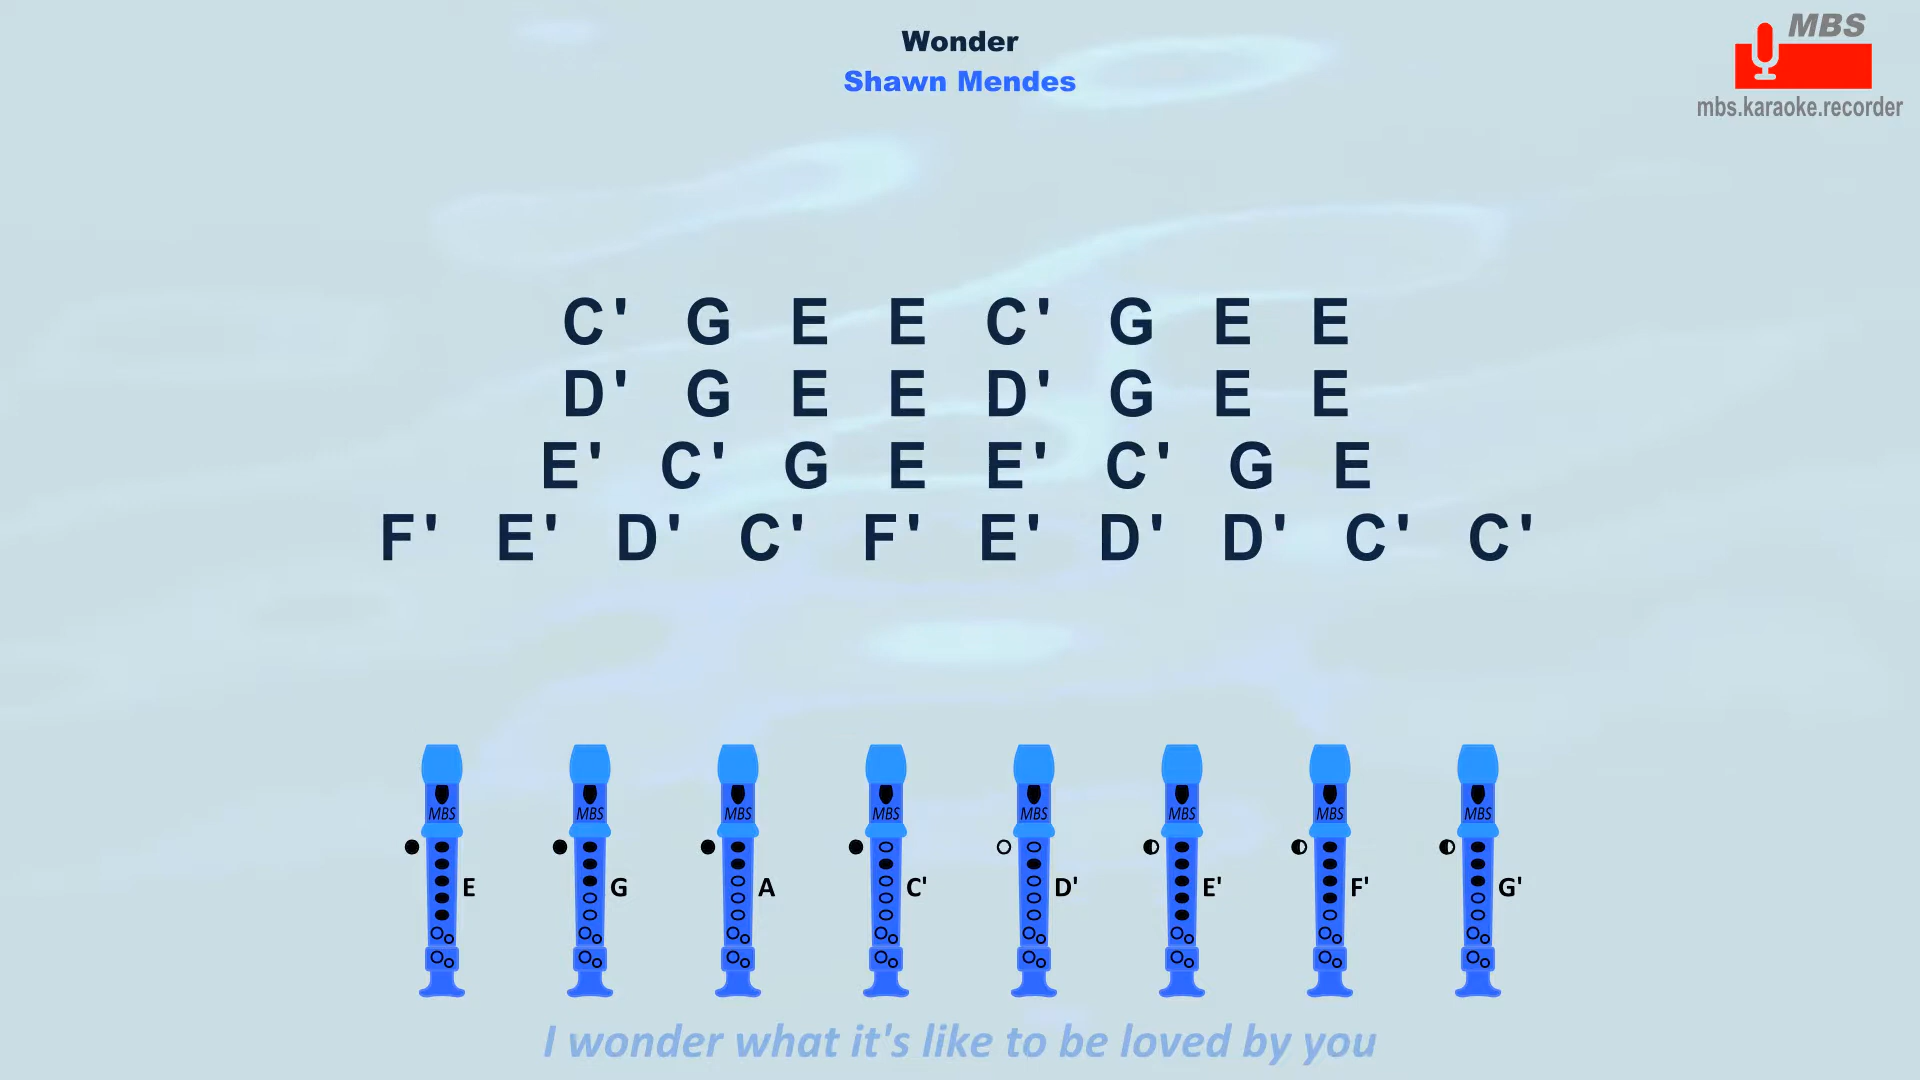 Wonder
Shawn Mendes
MBS
mbs.karaoke.recorder
C' G E E C' G E E
D' G E E D' G E E
E' C' G E E' C' G E
F' E' D' C' F' E' D' D' C' C'
MBS MBS MBS MBS MBS MBS MBS MBS
E G A C' D' E' F' G'
I wonder what it's like to be loved by you